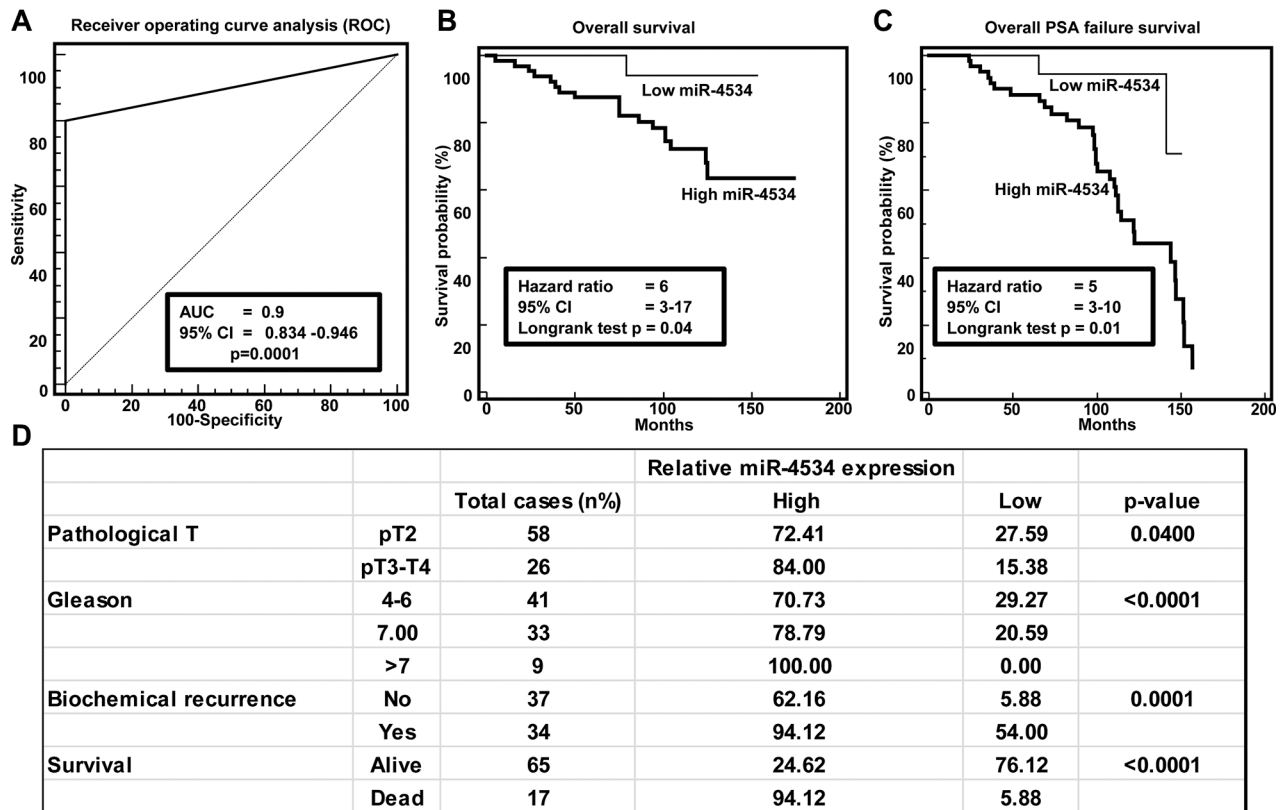 A
Receiver operating curve analysis (ROC)
Sensitivity
100
80
60
40
20
0
0 20 40 60 80 100
100-Specificity
AUC = 0.9
95% CI = 0.834 -0.946
p=0.0001
B
Overall survival
Survival probability (%)
100
80
60
40
20
0
Low miR-4534
High miR-4534
Hazard ratio = 6
95% CI = 3-17
Longrank test p = 0.04
0 50 100 150 200
Months
C
Overall PSA failure survival
Survival probability (%)
100
80
60
40
20
0
Low miR-4534
High miR-4534
Hazard ratio = 5
95% CI = 3-10
Longrank test p = 0.01
0 50 100 150 200
Months
D
Relative miR-4534 expression
Total cases (n%) High Low p-value
Pathological T pT2 58 72.41 27.59 0.0400
pT3-T4 26 84.00 15.38
Gleason 4-6 41 70.73 29.27 <0.0001
7.00 33 78.79 20.59
>7 9 100.00 0.00
Biochemical recurrence No 37 62.16 5.88 0.0001
Yes 34 94.12 54.00
Survival Alive 65 24.62 76.12 <0.0001
Dead 17 94.12 5.88